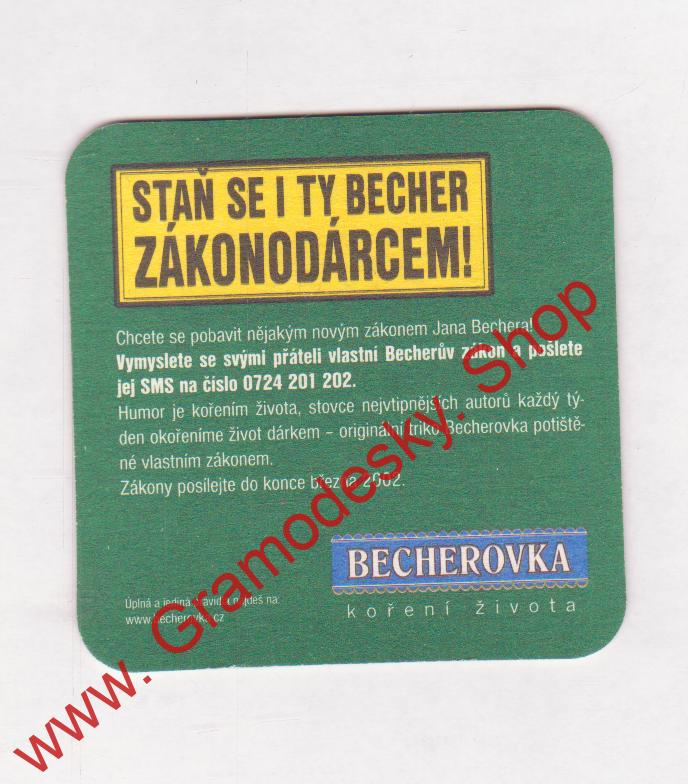 STAŇ SE I TY BECHER
ZÁKONODÁRCEM!
Chcete se pobavit nějakým novým zákonem Jana Bechera!
Vymyslete se svými přáteli vlastní Becherův zákon a pošlete
jej SMS na číslo 0724 201 202.
Humor je kořením života, stovce nejvtipnějších autorů každý tý-
den okořeníme život dárkem – originální triko Becherovka potiště-
né vlastním zákonem.
Zákony posílejte do konce března 2002.
BECHEROVKA
koření života
Úplná a jediná pravidla najdeš na:
www.becherovka.cz
www. Gramodesky. Shop